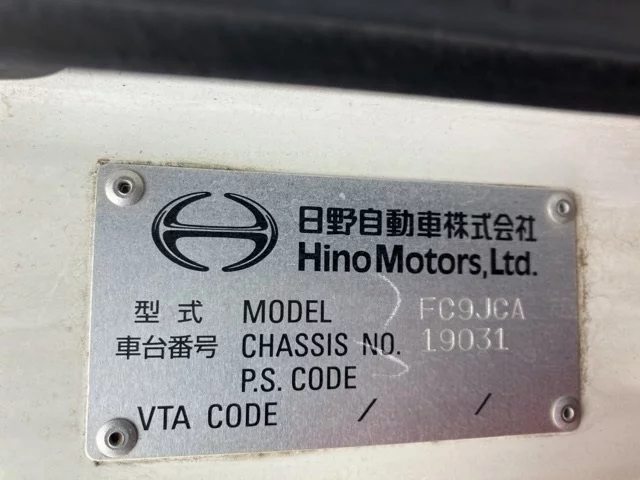 日野自動車株式会社
Hino Motors, Ltd.
型式 MODEL FC9JCA
車台番号 CHASSIS NO. 19031
P.S. CODE
VTA CODE / /